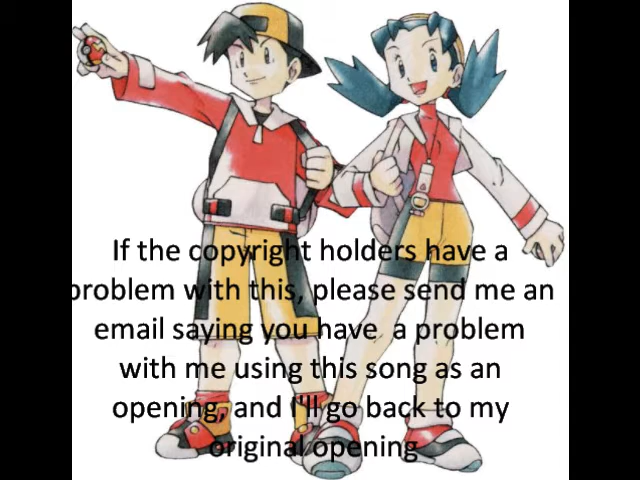 If the copyright holders have a
problem with this, please send me an
email saying you have a problem
with me using this song as an
opening, and I'll go back to my
original opening